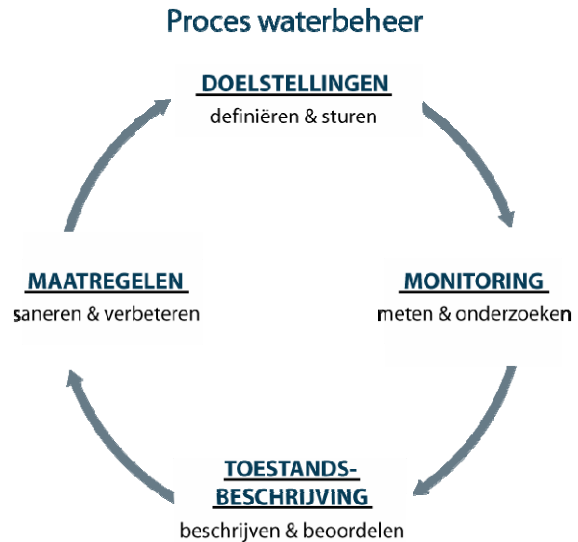 Proces waterbeheer
DOELSTELLINGEN
definiëren & sturen
MAATREGELEN
saneren & verbeteren
MONITORING
meten & onderzoeken
TOESTANDS-
BESCHRIJVING
beschrijven & beoordelen